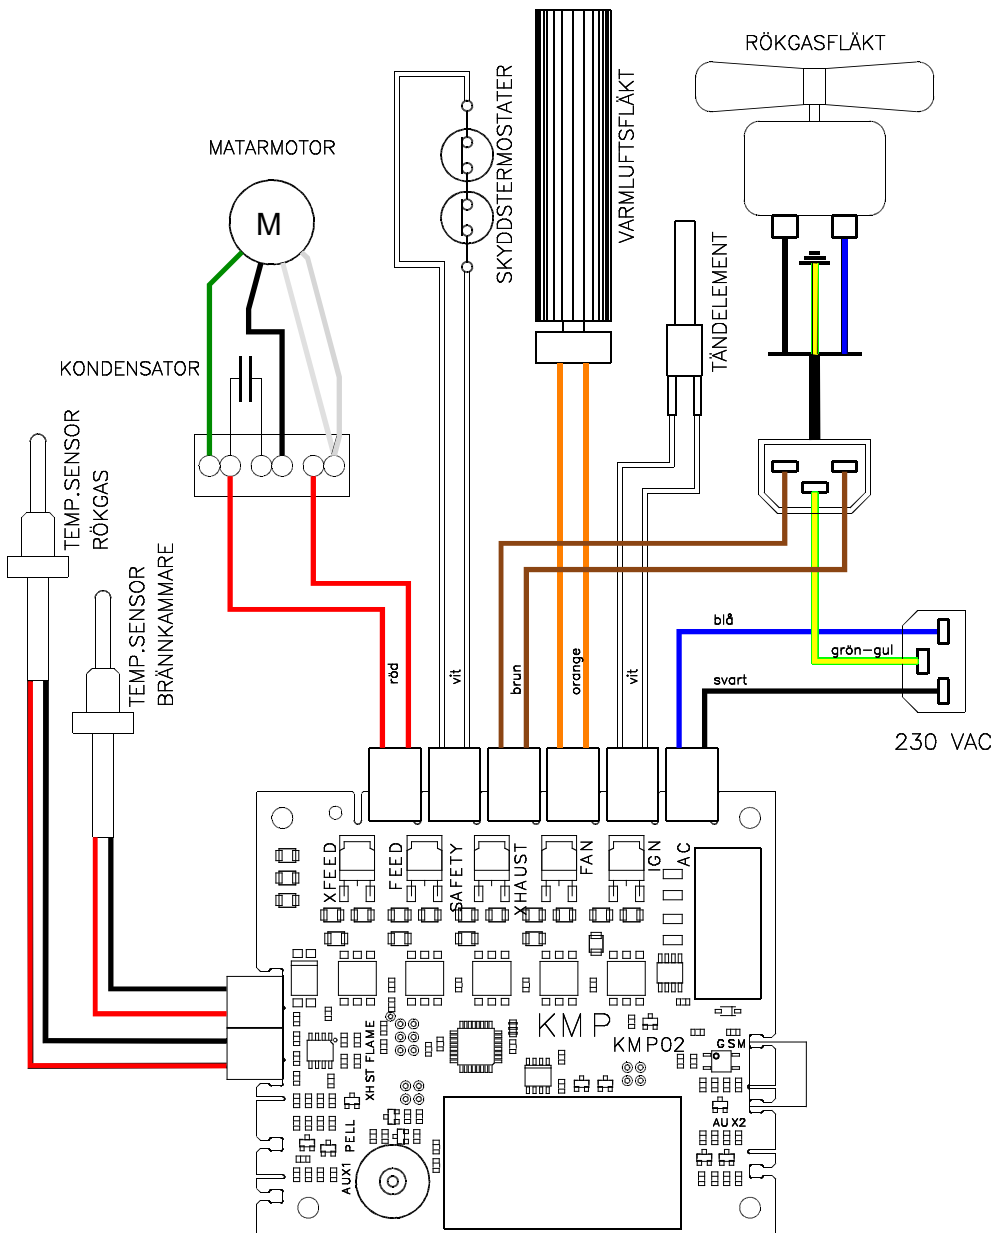 RÖKGASFLÄKT
MATARMOTOR
M
SKYDDSTERMOSTATER
VARMLUFTSFLÄKT
TÄNDELEMENT
KONDENSATOR
TEMP.SENSOR
RÖKGAS
TEMP.SENSOR
BRÄNNKAMMARE
röd
vit
brun
orange
vit
blå
grön-gul
svart
230 VAC
XFEED
FEED
SAFETY
XHAUST
FAN
IGN
AC
KMP
KMP02
GSM
XHST FLAME
AUX2
PELL
AUX1